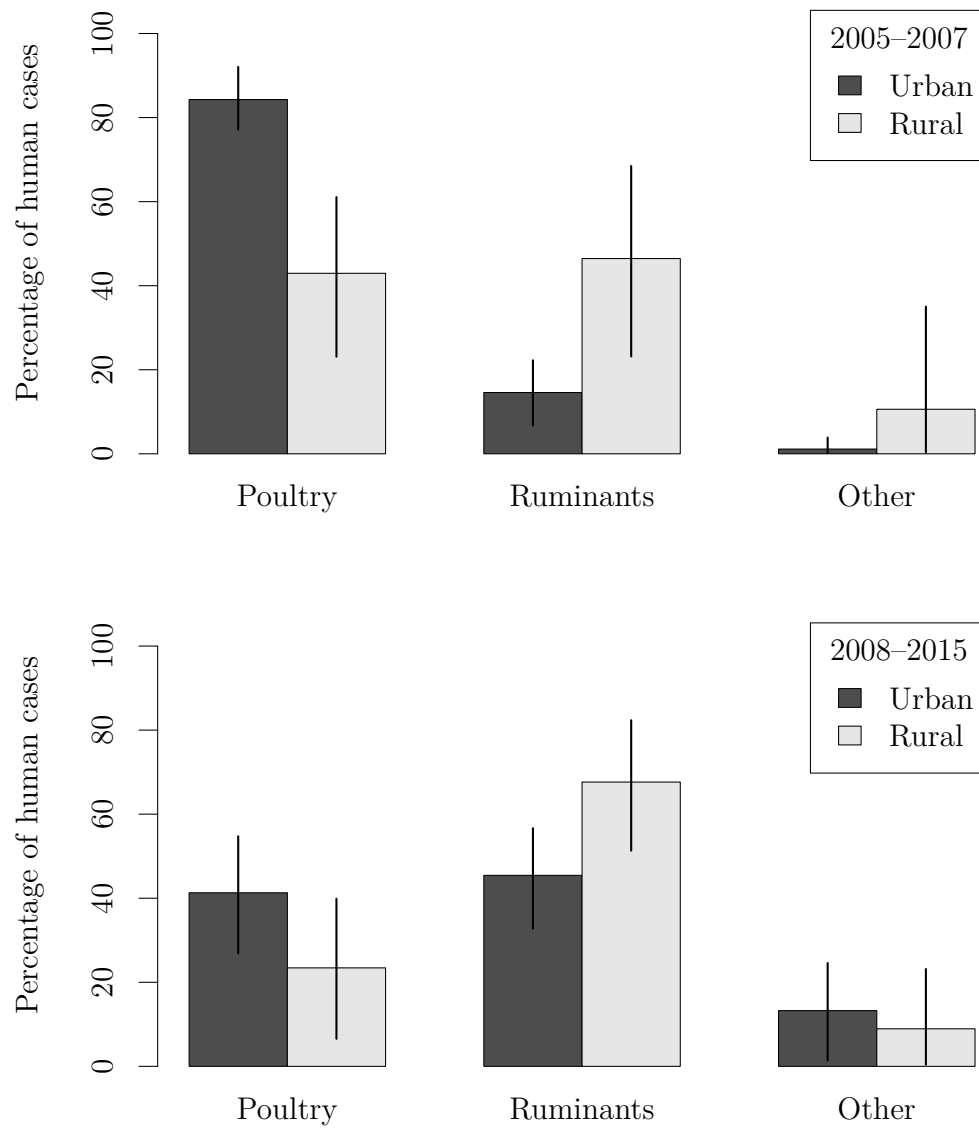 2005–2007
Urban
Rural
Percentage of human cases
100
80
60
40
20
0
Poultry Ruminants Other
2008–2015
Urban
Rural
Percentage of human cases
100
80
60
40
20
0
Poultry Ruminants Other